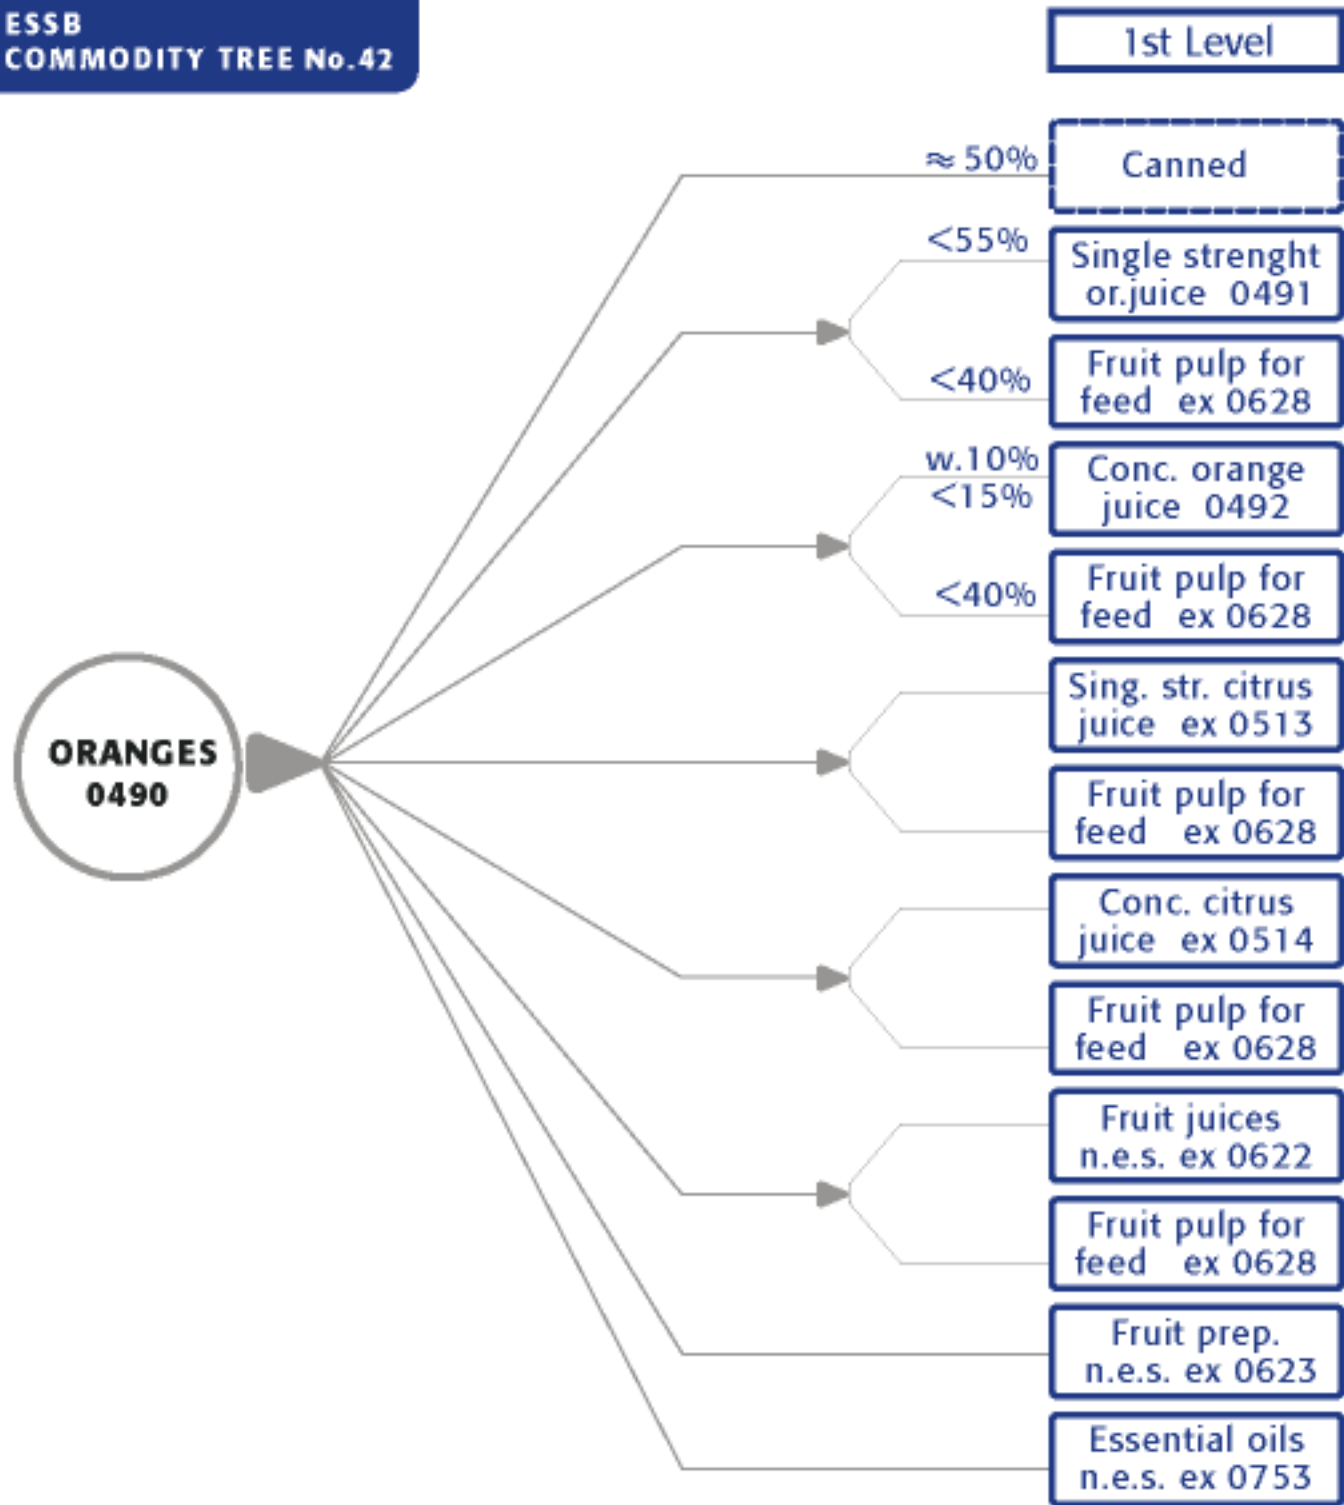 ESSB
COMMODITY TREE No.42
1st Level
≈ 50%
Canned
<55%
Single strenght
or.juice 0491
<40%
Fruit pulp for
feed ex 0628
w.10%
<15%
Conc. orange
juice 0492
<40%
Fruit pulp for
feed ex 0628
ORANGES
0490
Sing. str. citrus
juice ex 0513
Fruit pulp for
feed ex 0628
Conc. citrus
juice ex 0514
Fruit pulp for
feed ex 0628
Fruit juices
n.e.s. ex 0622
Fruit pulp for
feed ex 0628
Fruit prep.
n.e.s. ex 0623
Essential oils
n.e.s. ex 0753